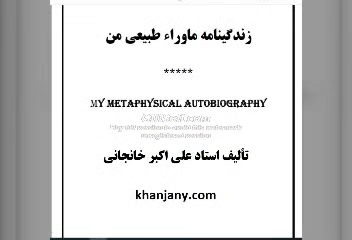 زندگینامه ماوراء طبیعی من
*****
MY METAPHYSICAL AUTOBIOGRAPHY
تألیف استاد علی اکبر خانجانی
khanjany.com